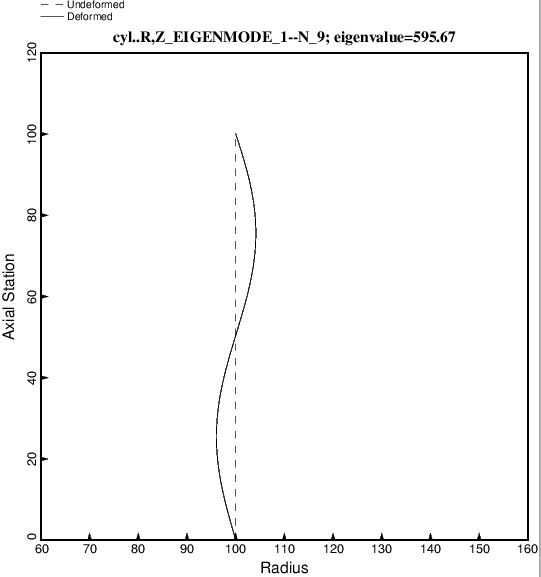 Undeformed
Deformed
cyl..R,Z_EIGENMODE_1--N_9; eigenvalue=595.67
120
100
80
60
40
20
0
Axial Station
60 70 80 90 100 110 120 130 140 150 160
Radius